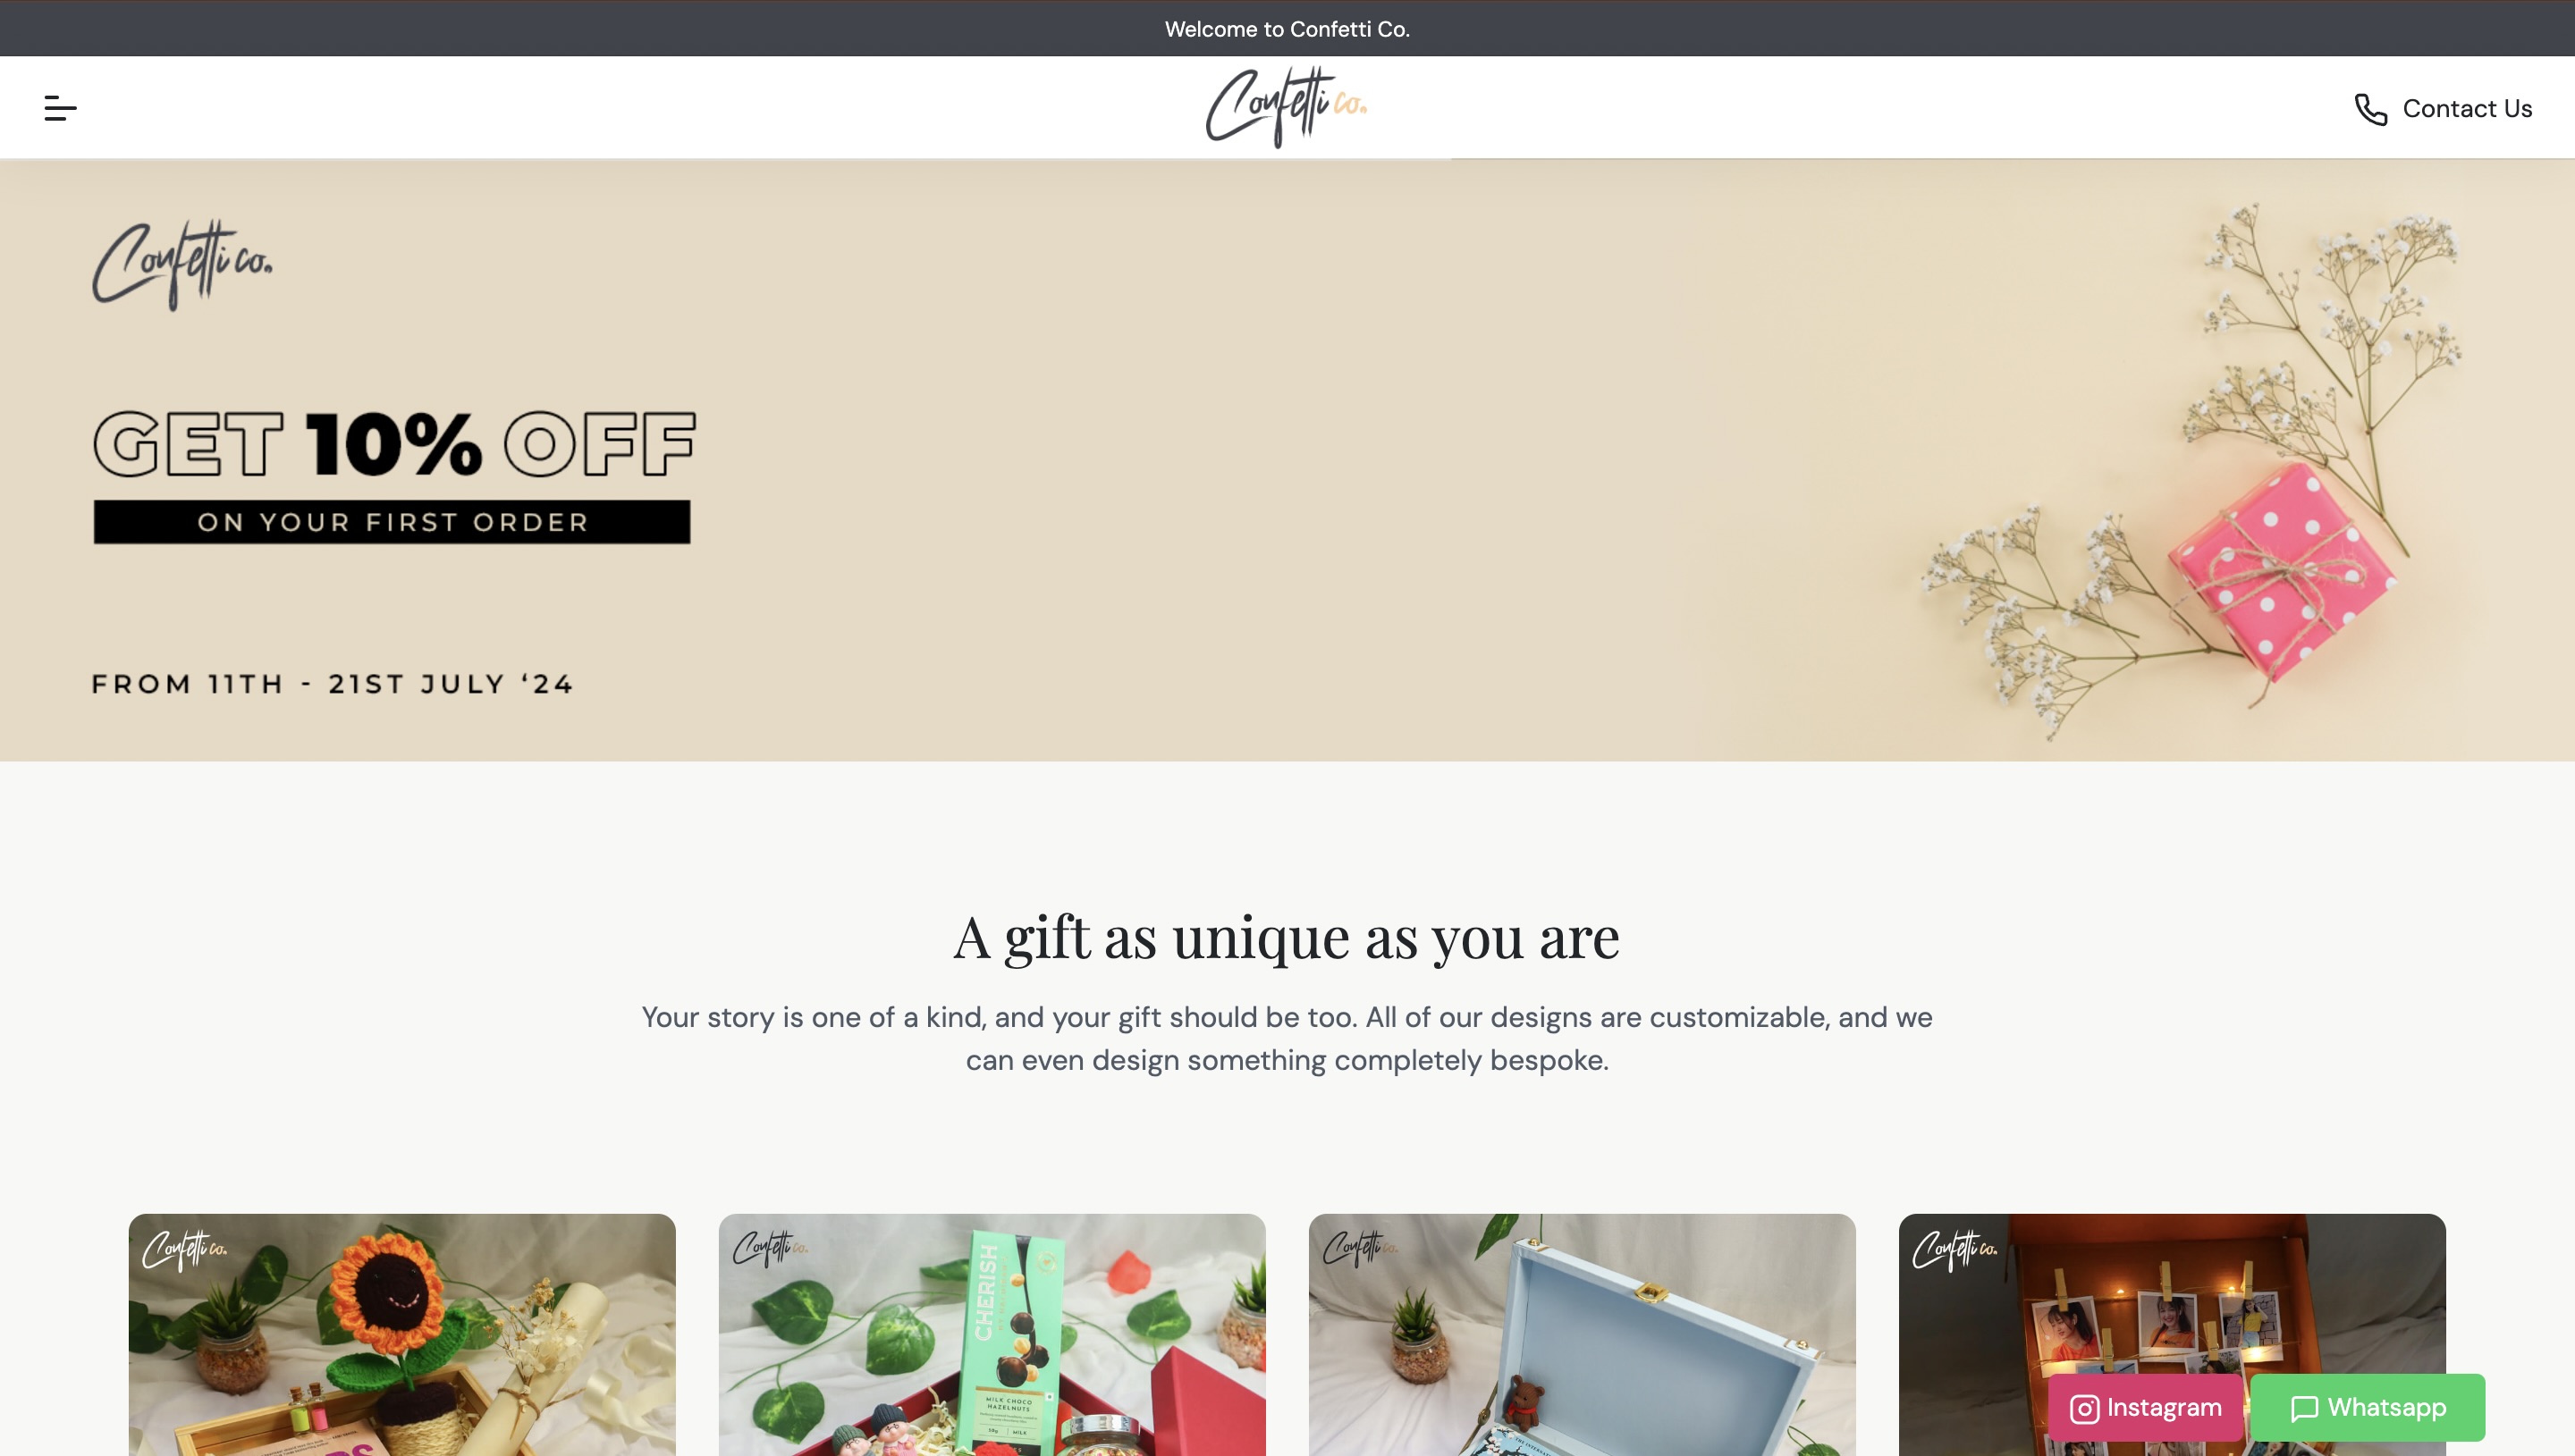 Welcome to Confetti Co.
Confetti co.
Contact Us
Confetti co.
GET 10% OFF
ON YOUR FIRST ORDER
FROM 11TH - 21ST JULY ‘24
A gift as unique as you are
Your story is one of a kind, and your gift should be too. All of our designs are customizable, and we
can even design something completely bespoke.
Confetti co.
Confetti co.
CHERISH
MILK CHOCO
HAZELNUTS
MILK
Confetti co.
Confetti co.
Instagram
Whatsapp